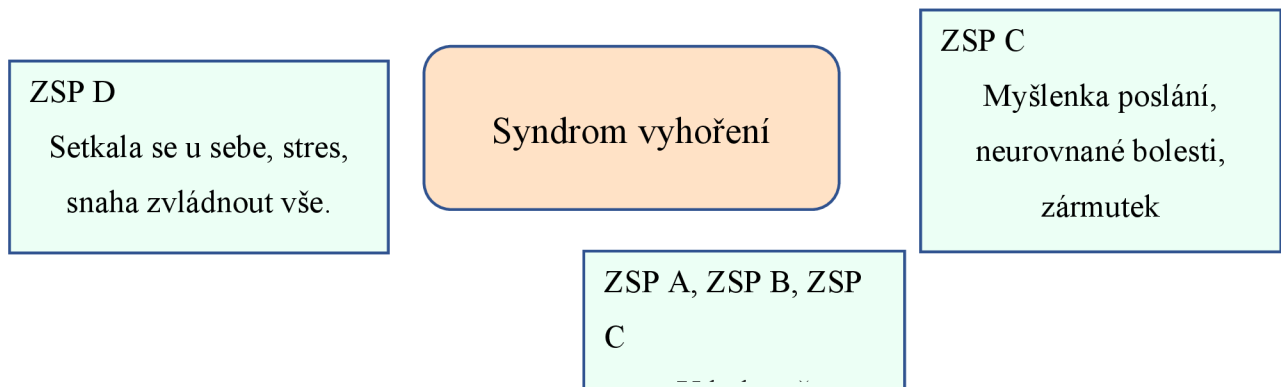 ZSP D
Setkala se u sebe, stres,
snaha zvládnout vše.
Syndrom vyhoření
ZSP C
Myšlenka poslání,
neurovnané bolesti,
zármutek
ZSP A, ZSP B, ZSP
C